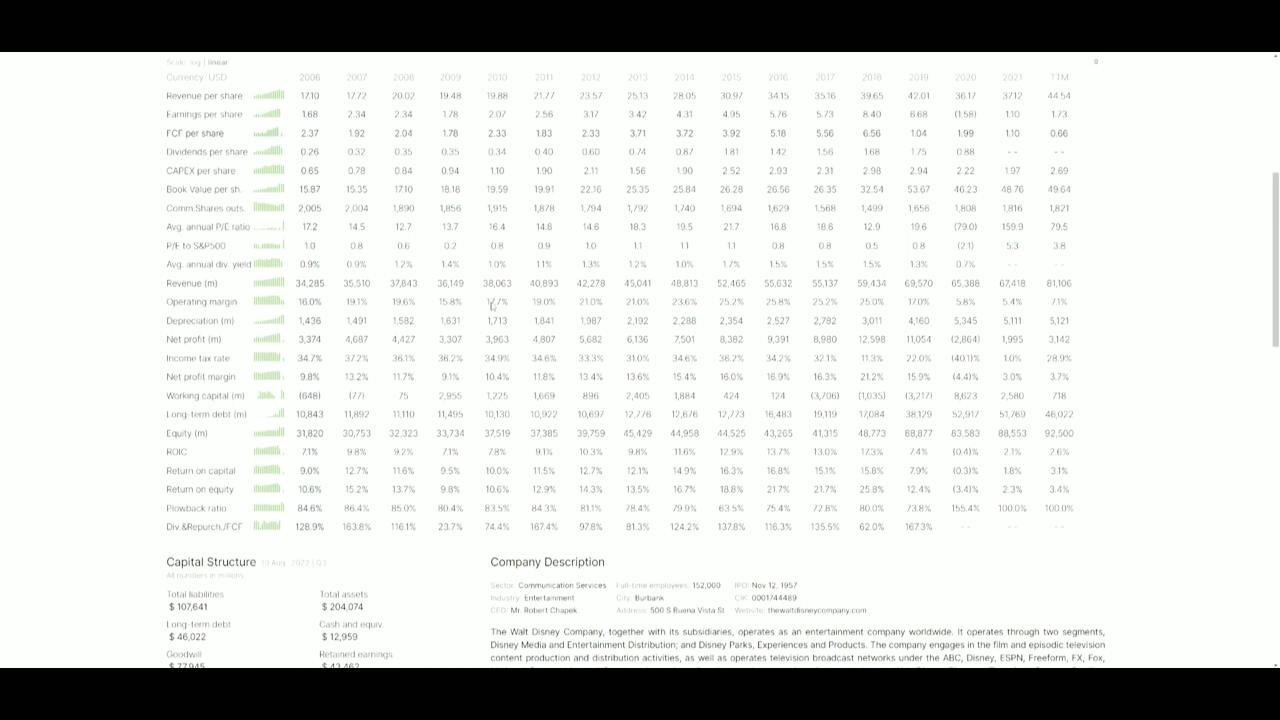 Scale: log | linear
0
Currency: USD 2006 2007 2008 2009 2010 2011 2012 2013 2014 2015 2016 2017 2018 2019 2020 2021 TTM
Revenue per share 17.10 17.72 20.02 19.48 19.88 21.77 23.57 25.13 28.05 30.97 34.15 35.16 39.65 42.01 36.17 37.12 44.54
Earnings per share 1.68 2.34 2.34 1.78 2.07 2.56 3.17 3.42 4.31 4.95 5.76 5.73 8.40 6.68 (1.58) 1.10 1.73
FCF per share 2.37 1.92 2.04 1.78 2.33 1.83 2.33 3.71 3.72 3.92 5.18 5.56 6.56 1.04 1.99 1.10 0.66
Dividends per share 0.26 0.32 0.35 0.35 0.34 0.40 0.60 0.74 0.87 1.81 1.42 1.56 1.68 1.75 0.88 - - - -
CAPEX per share 0.65 0.78 0.84 0.94 1.10 1.90 2.11 1.56 1.90 2.52 2.93 2.31 2.98 2.94 2.22 1.97 2.69
Book Value per sh. 15.87 15.35 17.10 18.18 19.59 19.91 22.16 25.35 25.84 26.28 26.56 26.35 32.54 53.67 46.23 48.76 49.64
Comm.Shares outs. 2,005 2,004 1,890 1,856 1,915 1,878 1,794 1,792 1,740 1,694 1,629 1,568 1,499 1,656 1,808 1,816 1,821
Avg. annual P/E ratio 17.2 14.5 12.7 13.7 16.4 14.8 14.6 18.3 19.5 21.7 16.8 18.6 12.9 19.6 (79.0) 159.9 79.5
P/E to S&P500 1.0 0.8 0.6 0.2 0.8 0.9 1.0 1.1 1.1 1.1 0.8 0.8 0.5 0.8 (2.1) 5.3 3.8
Avg. annual div. yield 0.9% 0.9% 1.2% 1.4% 1.0% 1.1% 1.3% 1.2% 1.0% 1.7% 1.5% 1.5% 1.5% 1.3% 0.7% - - - -
Revenue (m) 34,285 35,510 37,843 36,149 38,063 40,893 42,278 45,041 48,813 52,465 55,632 55,137 59,434 69,570 65,388 67,418 81,106
Operating margin 16.0% 19.1% 19.6% 15.8% 17.7% 19.0% 21.0% 21.0% 23.6% 25.2% 25.8% 25.2% 25.0% 17.0% 5.8% 5.4% 7.1%
Depreciation (m) 1,436 1,491 1,582 1,631 1,713 1,841 1,987 2,192 2,288 2,354 2,527 2,782 3,011 4,160 5,345 5,111 5,121
Net profit (m) 3,374 4,687 4,427 3,307 3,963 4,807 5,682 6,136 7,501 8,382 9,391 8,980 12,598 11,054 (2,864) 1,995 3,142
Income tax rate 34.7% 37.2% 36.1% 36.2% 34.9% 34.6% 33.3% 31.0% 34.6% 36.2% 34.2% 32.1% 11.3% 22.0% (40.1)% 1.0% 28.9%
Net profit margin 9.8% 13.2% 11.7% 9.1% 10.4% 11.8% 13.4% 13.6% 15.4% 16.0% 16.9% 16.3% 21.2% 15.9% (4.4)% 3.0% 3.7%
Working capital (m) (648) (77) 75 2,955 1,225 1,669 896 2,405 1,884 424 124 (3,706) (1,035) (3,217) 8,623 2,580 718
Long-term debt (m) 10,843 11,892 11,110 11,495 10,130 10,922 10,697 12,776 12,676 12,773 16,483 19,119 17,084 38,129 52,917 51,769 46,022
Equity (m) 31,820 30,753 32,323 33,734 37,519 37,385 39,759 45,429 44,958 44,525 43,265 41,315 48,773 88,877 83,583 88,553 92,500
ROIC 7.1% 9.8% 9.2% 7.1% 7.8% 9.1% 10.3% 9.8% 11.6% 12.9% 13.7% 13.0% 17.3% 7.4% (0.4)% 2.1% 2.6%
Return on capital 9.0% 12.7% 11.6% 9.5% 10.0% 11.5% 12.7% 12.1% 14.9% 16.3% 16.8% 15.1% 15.8% 7.9% (0.3)% 1.8% 3.1%
Return on equity 10.6% 15.2% 13.7% 9.8% 10.6% 12.9% 14.3% 13.5% 16.7% 18.8% 21.7% 21.7% 25.8% 12.4% (3.4)% 2.3% 3.4%
Plowback ratio 84.6% 86.4% 85.0% 80.4% 83.5% 84.3% 81.1% 78.4% 79.9% 63.5% 75.4% 72.8% 80.0% 73.8% 155.4% 100.0% 100.0%
Div.&Repurch./FCF 128.9% 163.8% 116.1% 23.7% 74.4% 167.4% 97.8% 81.3% 124.2% 137.8% 116.3% 135.5% 62.0% 167.3% - - - - - -
Capital Structure 10 Aug. 2022 | Q3
All numbers in millions
Total liabilities Total assets
$ 107,641 $ 204,074
Long-term debt Cash and equiv.
$ 46,022 $ 12,959
Goodwill Retained earnings
$ 77,945 $ 43,462
Company Description
Sector: Communication Services Full-time employees: 152,000 IPO: Nov 12, 1957
Industry: Entertainment City: Burbank CIK: 0001744489
CEO: Mr. Robert Chapek Address: 500 S Buena Vista St Website: thewaltdisneycompany.com
The Walt Disney Company, together with its subsidiaries, operates as an entertainment company worldwide. It operates through two segments,
Disney Media and Entertainment Distribution; and Disney Parks, Experiences and Products. The company engages in the film and episodic television
content production and distribution activities, as well as operates television broadcast networks under the ABC, Disney, ESPN, Freeform, FX, Fox,